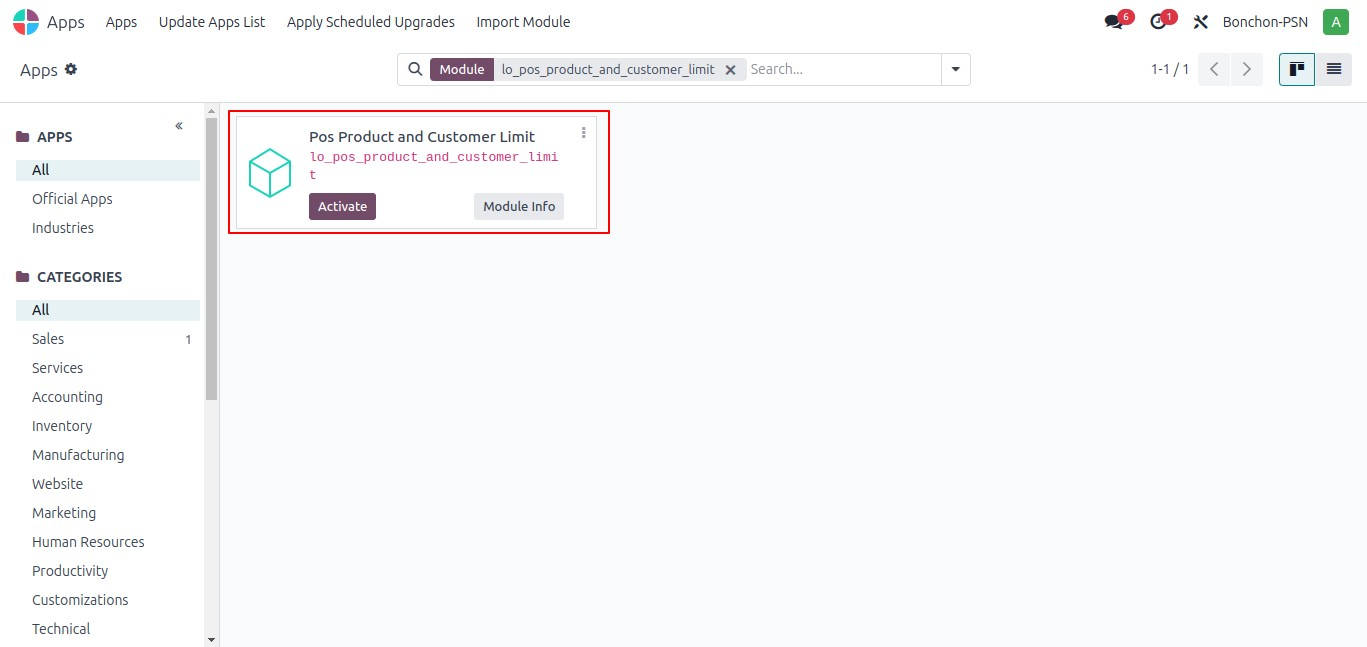 Apps Apps Update Apps List Apply Scheduled Upgrades Import Module 6 1 Bonchon-PSN A
Apps Module lo_pos_product_and_customer_limit Search... 1-1 / 1
APPS
All
Official Apps
Industries
CATEGORIES
All
Sales 1
Services
Accounting
Inventory
Manufacturing
Website
Marketing
Human Resources
Productivity
Customizations
Technical
Pos Product and Customer Limit
lo_pos_product_and_customer_limi
t
Activate Module Info